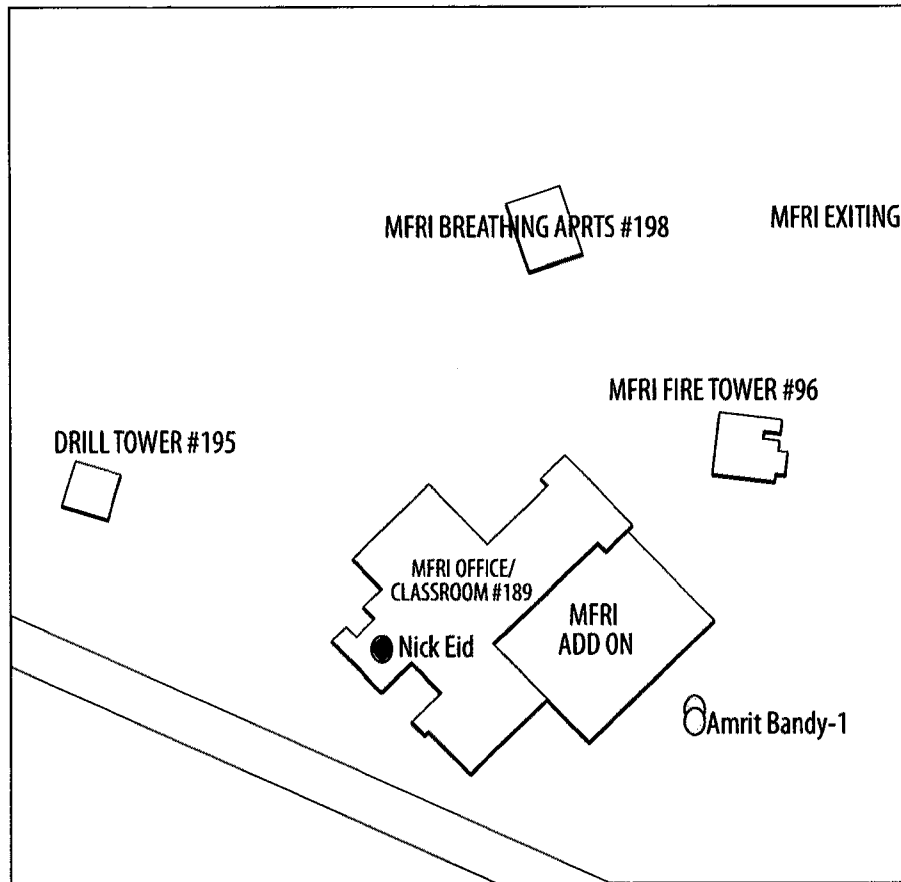 MFRI BREATHING APRTS #198
MFRI EXITING
MFRI FIRE TOWER #96
DRILL TOWER #195
MFRI OFFICE/
CLASSROOM #189
MFRI
ADD ON
Nick Eid
Amrit Bandy-1